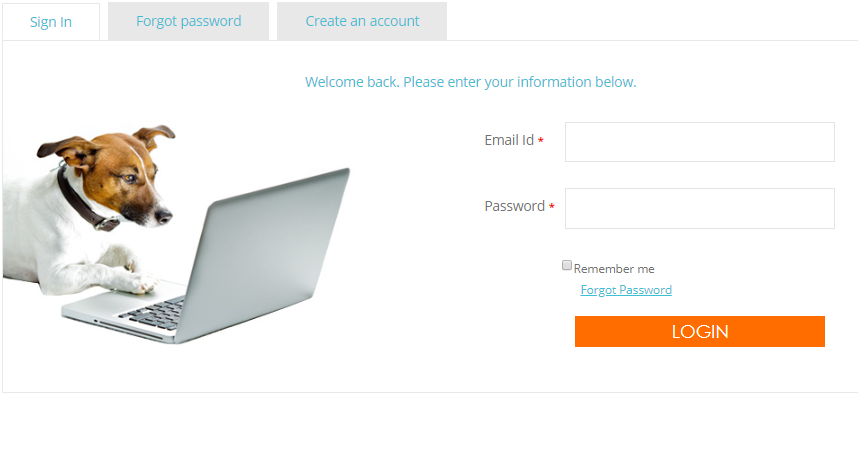 Sign In
Forgot password
Create an account
Welcome back. Please enter your information below.
Email Id *
Password *
Remember me
Forgot Password
LOGIN